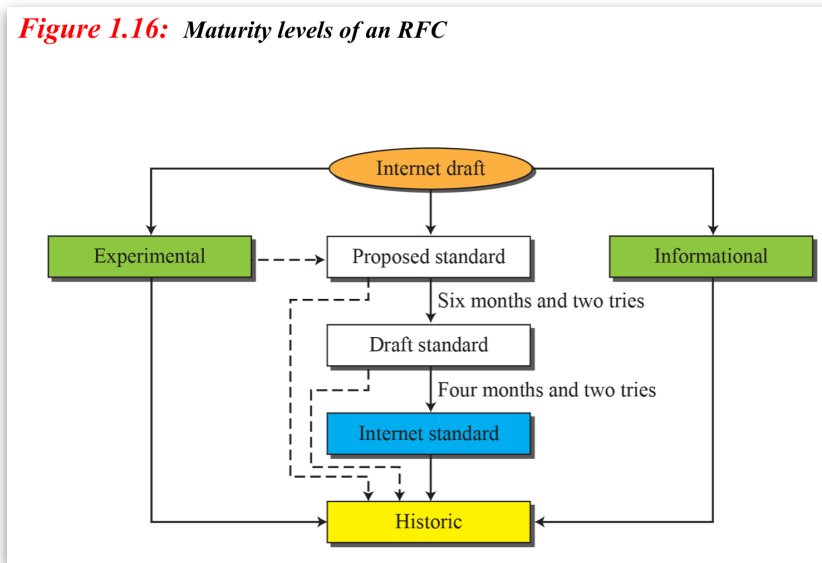 Figure 1.16: Maturity levels of an RFC
Internet draft
Experimental
Proposed standard
Informational
Six months and two tries
Draft standard
Four months and two tries
Internet standard
Historic